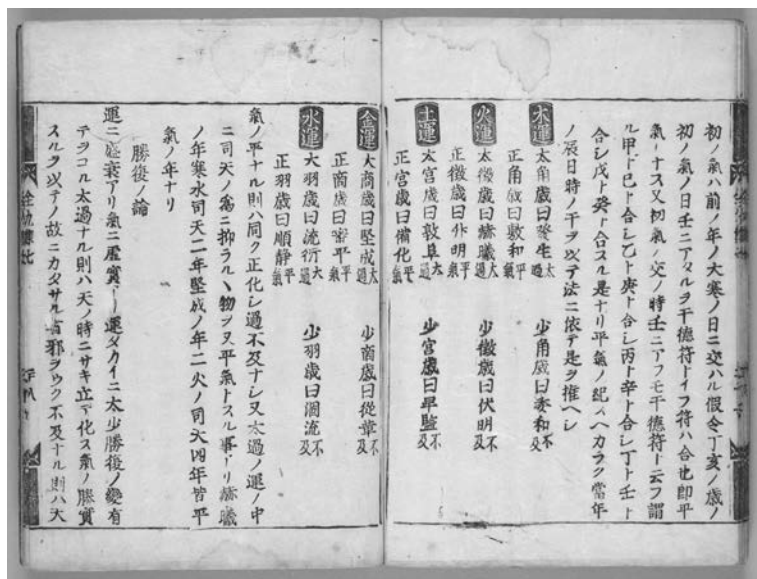 初ノ氣ハ前ノ年ノ大寒ノ日ニ交ハル假令丁亥ノ歳ノ
初ノ氣ノ日壬ニアタルヲ干德符トイフ符ハ合也即平
氣トナス又初氣ノ交ノ時壬ニアフモ干德符ト云フ謂
ル甲ト巳ト合シ乙ト庚ト合シ丙ト辛ト合シ丁ト壬ト
合シ戊ト癸ト合スル是ナリ平氣ノ紀スヘカラク當年
ノ辰日時ノ干ヲ以テ法ニ依テ是ヲ推ヘシ
木運
太角歳曰發生太過
少角歳曰委和不及
正角歳曰敷和平氣
火運
太徴歳曰赫曦太過
少徴歳曰伏明不及
正徴歳曰升明平氣
土運
太宮歳曰敦阜太過
少宮歳曰卑監不及
正宮歳曰備化平氣
金運
太商歳曰堅成太過
少商歳曰從革不及
正商歳曰審平平氣
水運
大羽歳曰流衍太過
少羽歳曰涸流不及
正羽歳曰順静平氣
氣ノ平ナル則ハ同ク正化シ過不及ナシ又太過ノ運ノ中
ニ司天ノ為ニ抑ラルヽ物ヲ又平氣トスル事アリ赫曦
ノ年寒水司天二年堅成ノ年二火ノ司天四年皆平
氣ノ年ナリ
勝復ノ論
運ニ盛衰アリ氣ニ虚實アリ運タカイニ太少勝復ノ變有
テヲコル太過ナル則ハ天ノ時ニサキ立テ化ス氣ノ勝實
スルヲ以テノ故ニカタサル者邪ヲウク不及ナル則ハ天